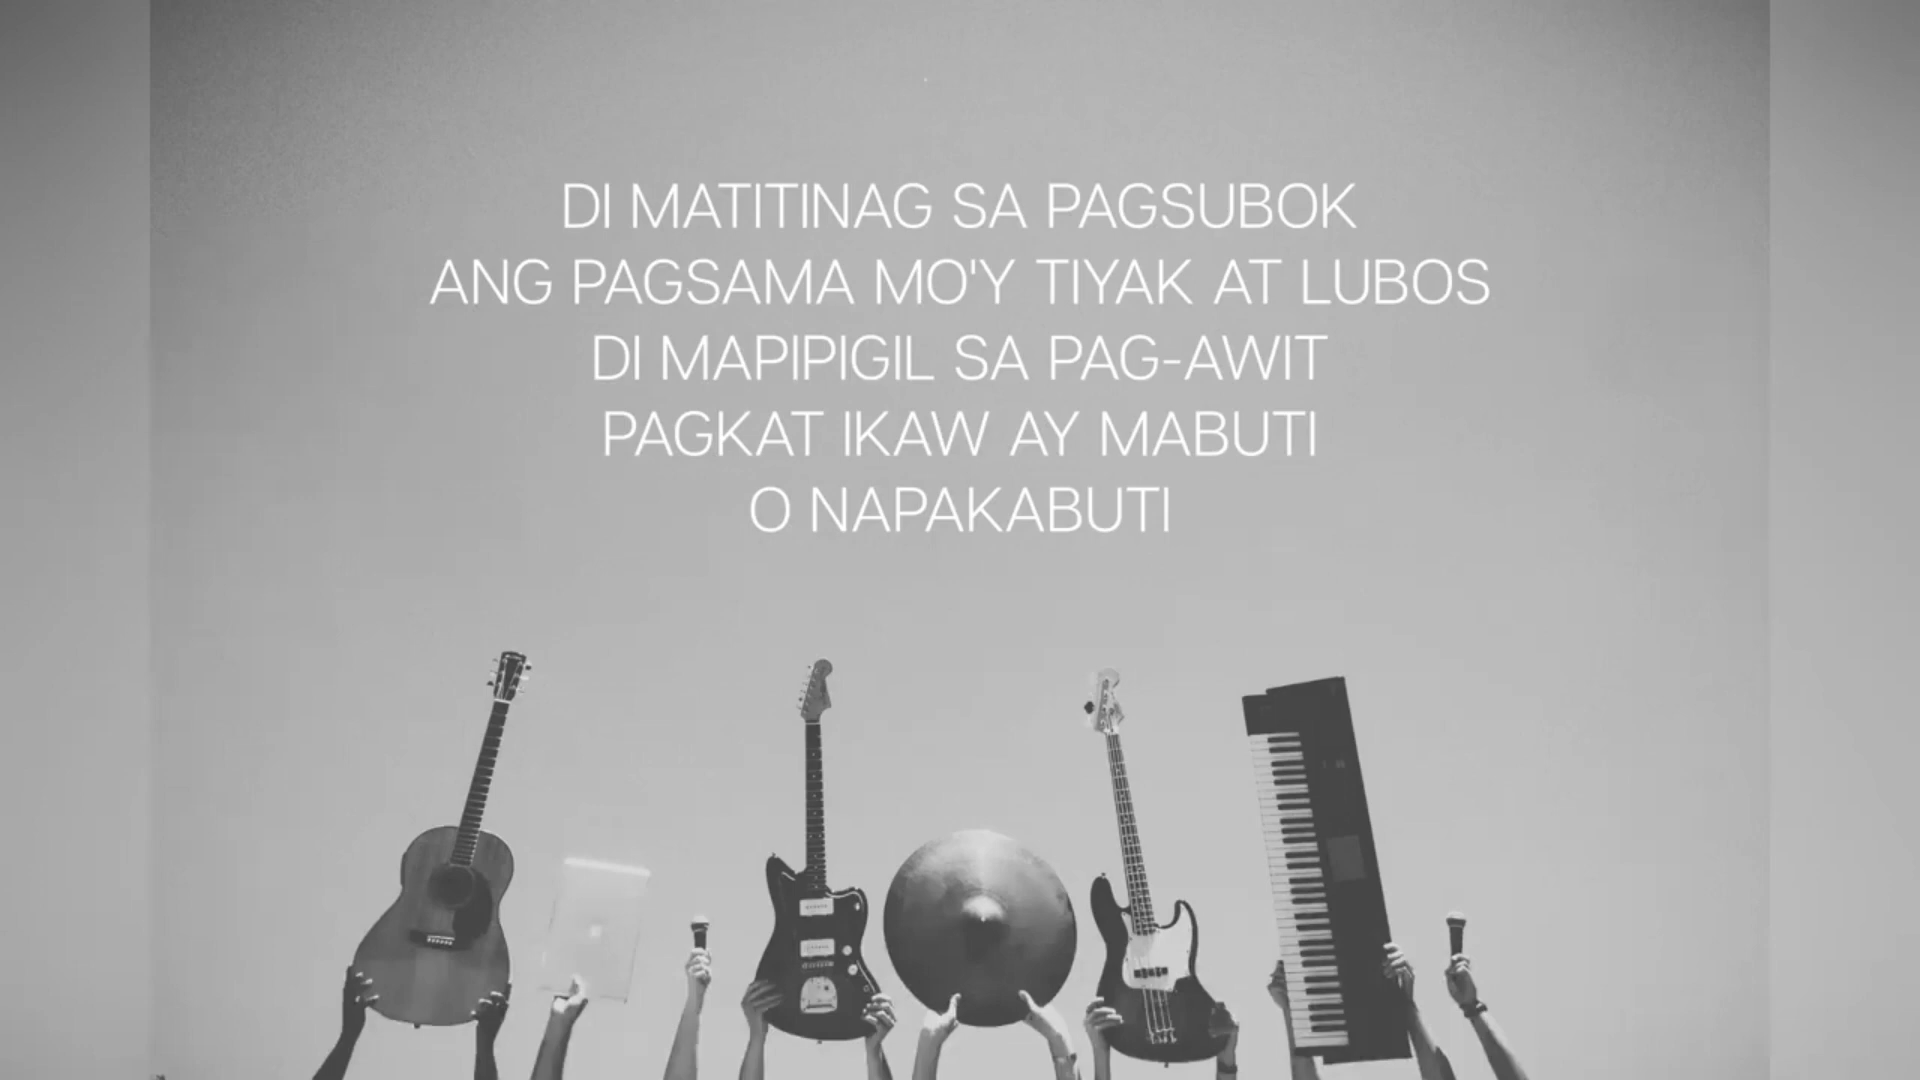 DI MATITINAG SA PAGSUBOK
ANG PAGSAMA MO'Y TIYAK AT LUBOS
DI MAPIPIGIL SA PAG-AWIT
PAGKAT IKAW AY MABUTI
O NAPAKABUTI